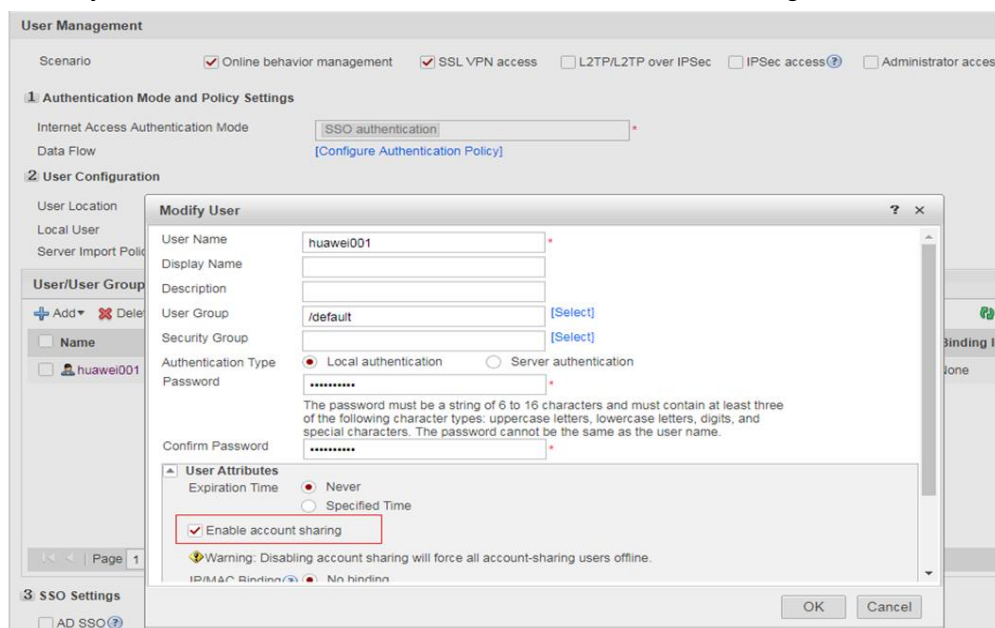 User Management
Scenario Online behavior management SSL VPN access L2TP/L2TP over IPSec IPSec access Administrator acces
1 Authentication Mode and Policy Settings
Internet Access Authentication Mode SSO authentication *
Data Flow [Configure Authentication Policy]
2 User Configuration
User Location
Local User
Server Import Polic
User/User Group
Add Dele
Name Binding I
huawei001 None
Page 1
3 SSO Settings
AD SSO
Modify User ? ×
User Name huawei001 *
Display Name
Description
User Group /default [Select]
Security Group [Select]
Authentication Type Local authentication Server authentication
Password •••••••••• *
The password must be a string of 6 to 16 characters and must contain at least three
of the following character types: uppercase letters, lowercase letters, digits, and
special characters. The password cannot be the same as the user name.
Confirm Password •••••••••• *
User Attributes
Expiration Time Never
Specified Time
Enable account sharing
Warning: Disabling account sharing will force all account-sharing users offline.
IP/MAC Binding No binding
OK Cancel